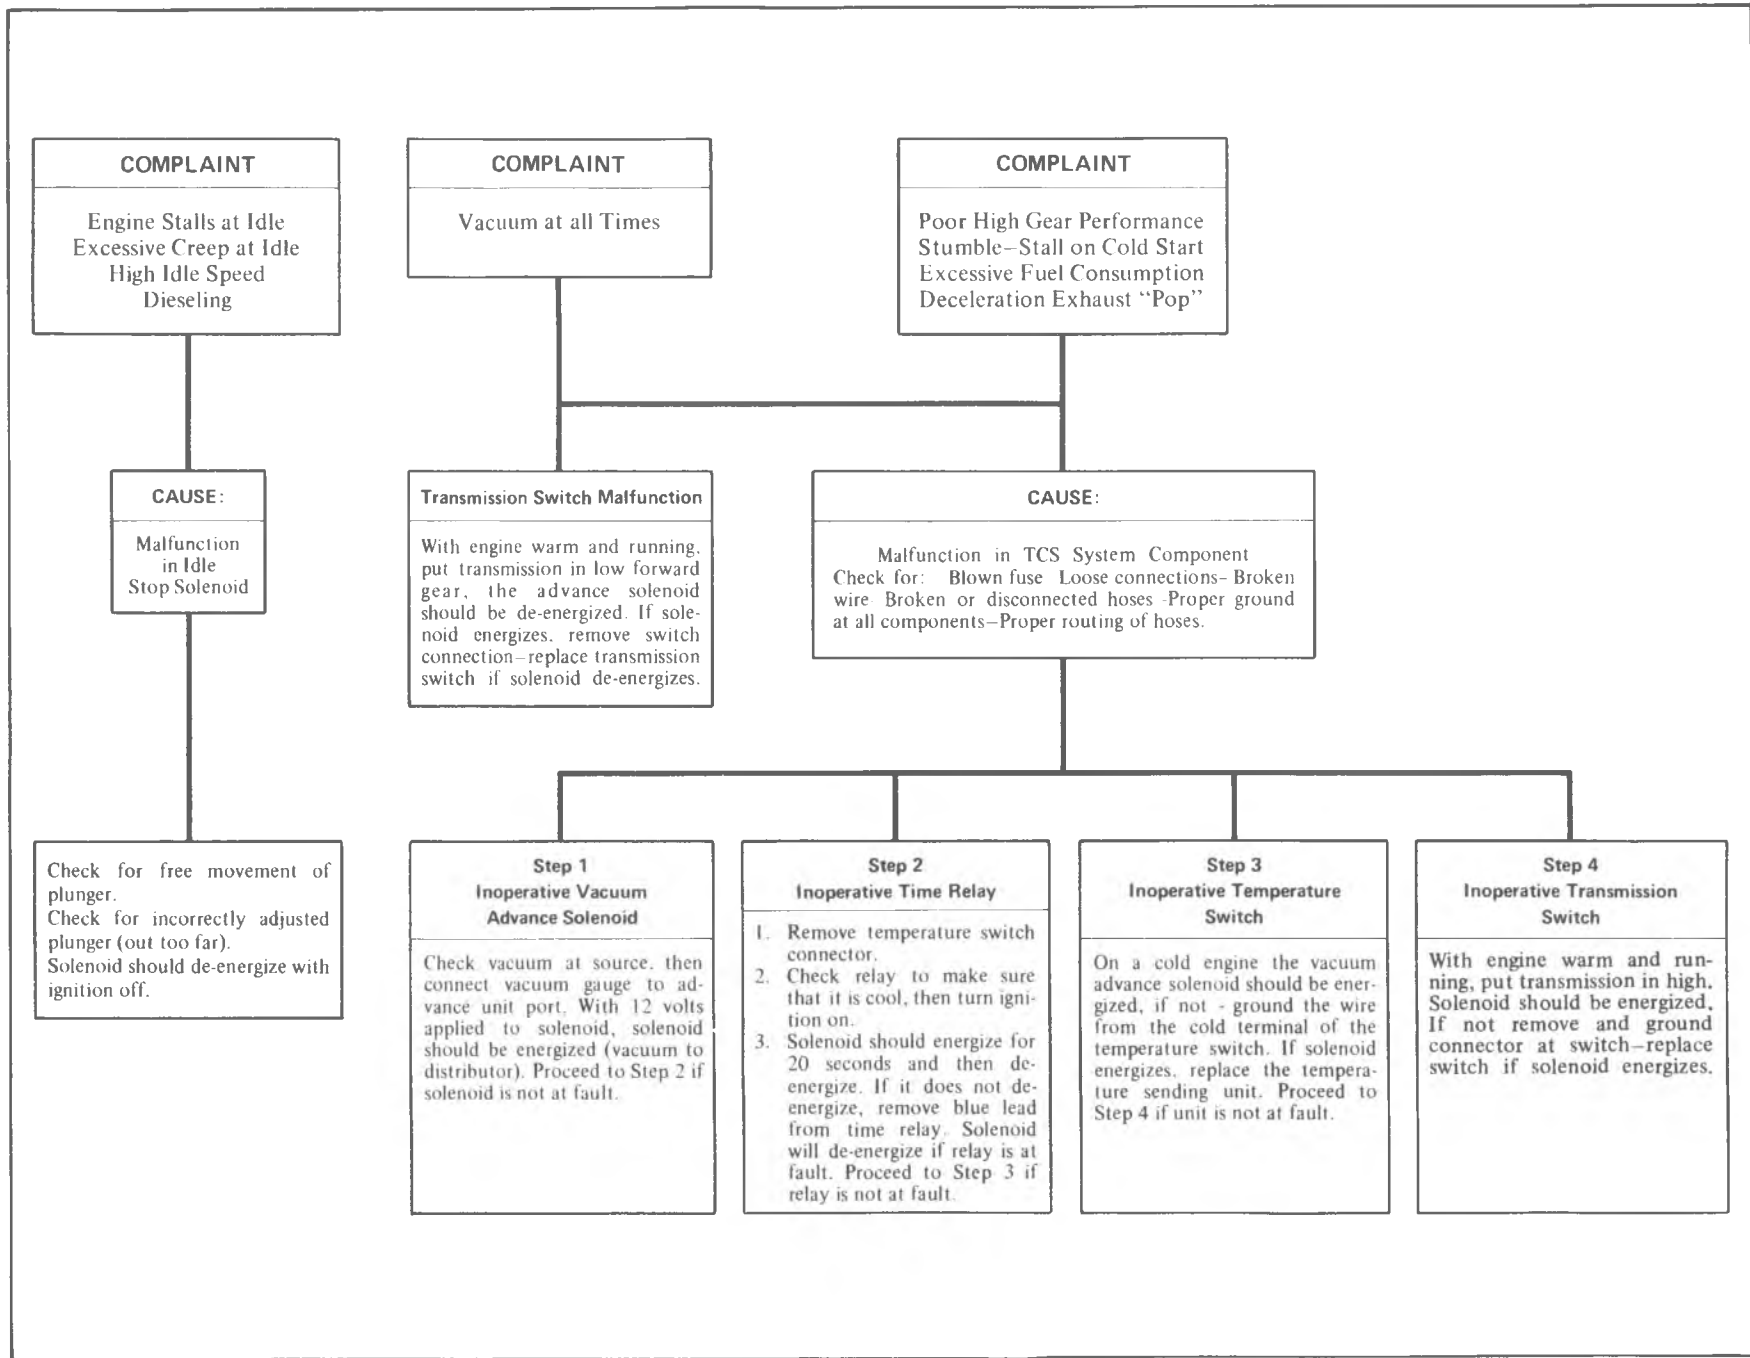 COMPLAINT
Engine Stalls at Idle
Excessive Creep at Idle
High Idle Speed
Dieseling
COMPLAINT
Vacuum at all Times
COMPLAINT
Poor High Gear Performance
Stumble–Stall on Cold Start
Excessive Fuel Consumption
Deceleration Exhaust “Pop”
CAUSE:
Malfunction
in Idle
Stop Solenoid
Transmission Switch Malfunction
With engine warm and running,
put transmission in low forward
gear, the advance solenoid
should be de-energized. If sole-
noid energizes, remove switch
connection–replace transmission
switch if solenoid de-energizes.
CAUSE:
Malfunction in TCS System Component
Check for: Blown fuse Loose connections- Broken
wire Broken or disconnected hoses -Proper ground
at all components–Proper routing of hoses.
Check for free movement of
plunger.
Check for incorrectly adjusted
plunger (out too far).
Solenoid should de-energize with
ignition off.
Step 1
Inoperative Vacuum
Advance Solenoid
Check vacuum at source, then
connect vacuum gauge to ad-
vance unit port. With 12 volts
applied to solenoid, solenoid
should be energized (vacuum to
distributor). Proceed to Step 2 if
solenoid is not at fault.
Step 2
Inoperative Time Relay
1. Remove temperature switch
connector.
2. Check relay to make sure
that it is cool, then turn igni-
tion on.
3. Solenoid should energize for
20 seconds and then de-
energize. If it does not de-
energize, remove blue lead
from time relay. Solenoid
will de-energize if relay is at
fault. Proceed to Step 3 if
relay is not at fault.
Step 3
Inoperative Temperature
Switch
On a cold engine the vacuum
advance solenoid should be ener-
gized, if not - ground the wire
from the cold terminal of the
temperature switch. If solenoid
energizes, replace the tempera-
ture sending unit. Proceed to
Step 4 if unit is not at fault.
Step 4
Inoperative Transmission
Switch
With engine warm and run-
ning, put transmission in high,
Solenoid should be energized,
If not remove and ground
connector at switch–replace
switch if solenoid energizes.